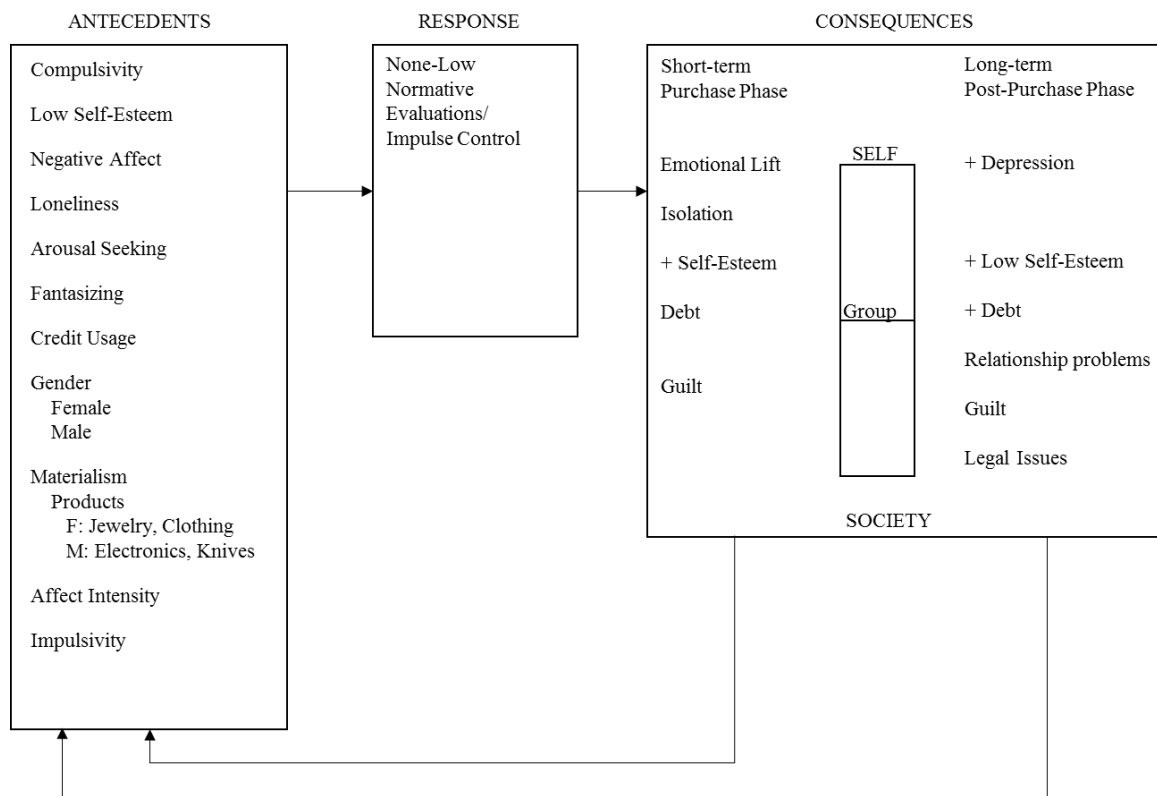 ANTECEDENTS
Compulsivity
Low Self-Esteem
Negative Affect
Loneliness
Arousal Seeking
Fantasizing
Credit Usage
Gender
Female
Male
Materialism
Products
F: Jewelry, Clothing
M: Electronics, Knives
Affect Intensity
Impulsivity
RESPONSE
None-Low
Normative
Evaluations/
Impulse Control
CONSEQUENCES
Short-term
Purchase Phase
Emotional Lift
Isolation
+ Self-Esteem
Debt
Guilt
SELF
Group
SOCIETY
Long-term
Post-Purchase Phase
+ Depression
+ Low Self-Esteem
+ Debt
Relationship problems
Guilt
Legal Issues